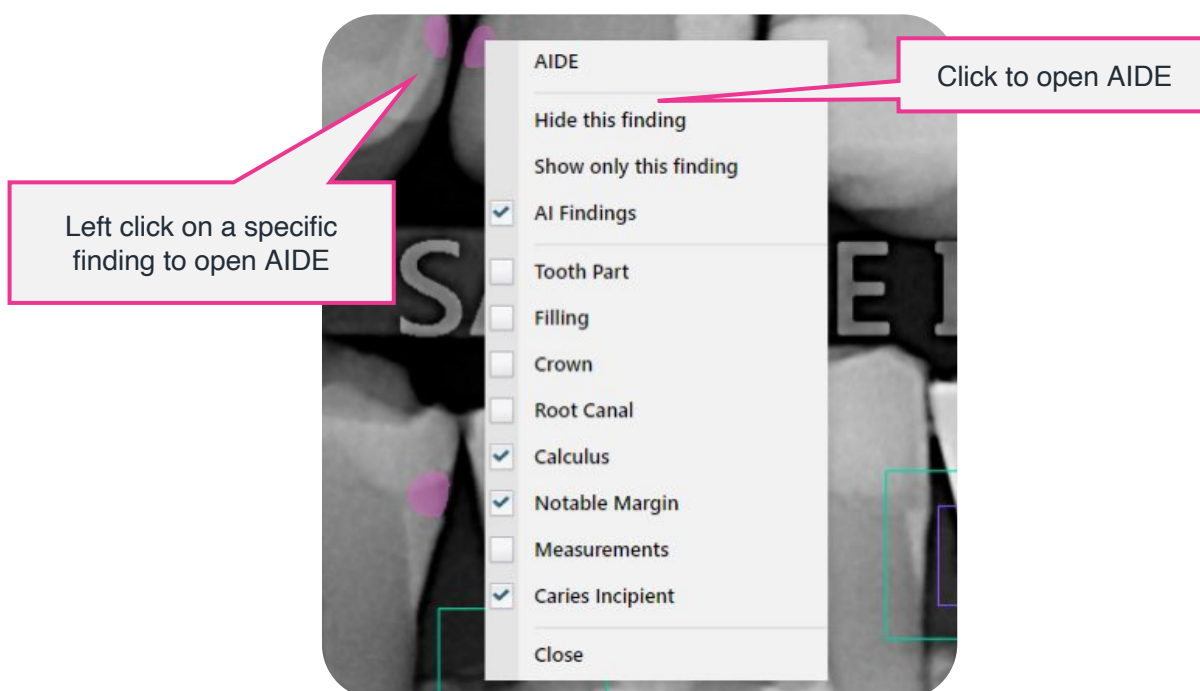 AIDE
Click to open AIDE
Hide this finding
Show only this finding
Left click on a specific
finding to open AIDE
AI Findings
Tooth Part
Filling
Crown
Root Canal
Calculus
Notable Margin
Measurements
Caries Incipient
Close